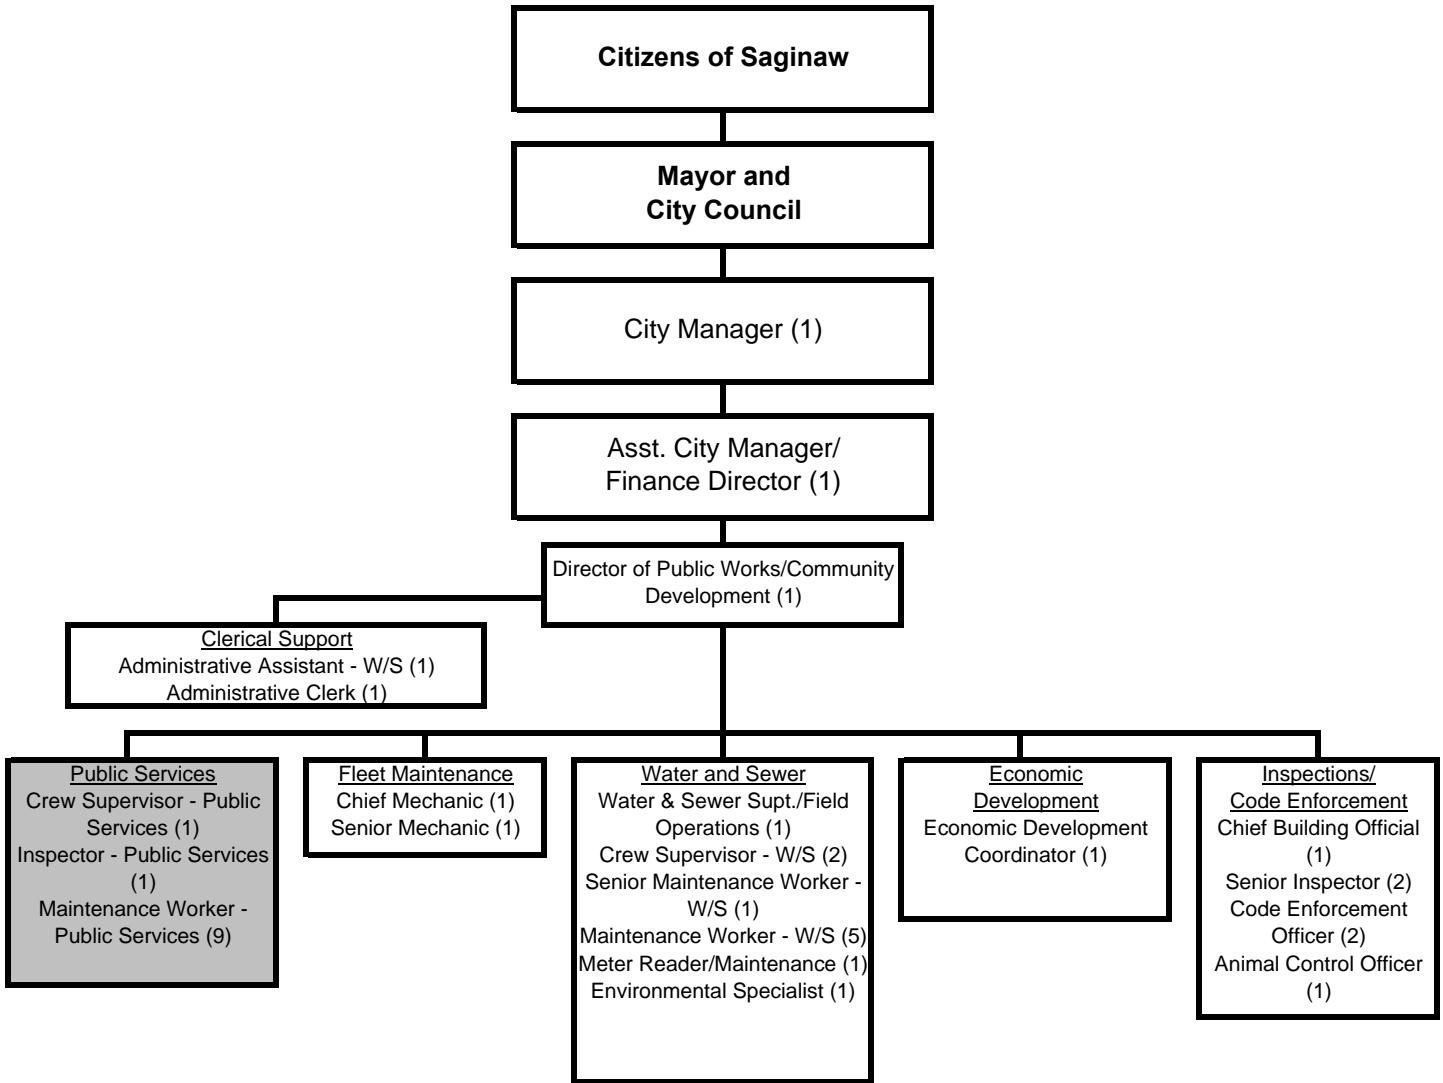 Citizens of Saginaw
Mayor and
City Council
City Manager (1)
Asst. City Manager/
Finance Director (1)
Director of Public Works/Community
Development (1)
Clerical Support
Administrative Assistant - W/S (1)
Administrative Clerk (1)
Public Services
Crew Supervisor - Public
Services (1)
Inspector - Public Services
(1)
Maintenance Worker -
Public Services (9)
Fleet Maintenance
Chief Mechanic (1)
Senior Mechanic (1)
Water and Sewer
Water & Sewer Supt./Field
Operations (1)
Crew Supervisor - W/S (2)
Senior Maintenance Worker -
W/S (1)
Maintenance Worker - W/S (5)
Meter Reader/Maintenance (1)
Environmental Specialist (1)
Economic
Development
Economic Development
Coordinator (1)
Inspections/
Code Enforcement
Chief Building Official
(1)
Senior Inspector (2)
Code Enforcement
Officer (2)
Animal Control Officer
(1)